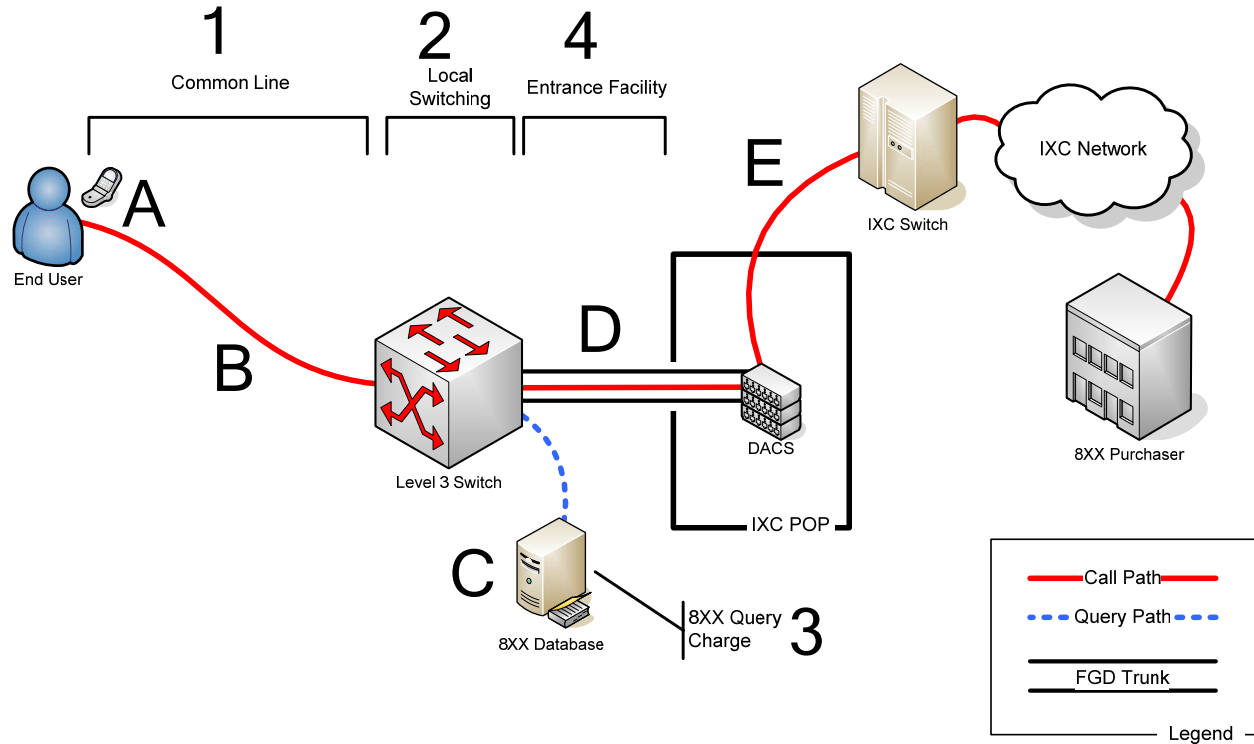 1
2
4
Common Line
Local
Switching
Entrance Facility
A
E
IXC Network
End User
IXC Switch
B
D
Level 3 Switch
DACS
8XX Purchaser
IXC POP
C
8XX Database
8XX Query
Charge
3
Call Path
Query Path
FGD Trunk
Legend